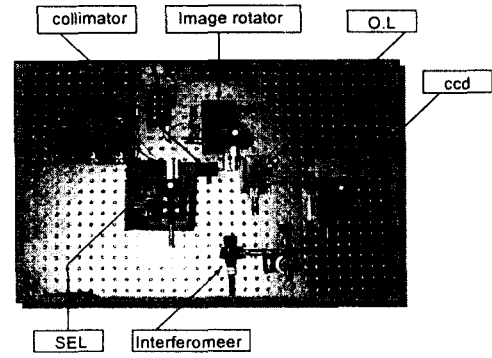 collimator
Image rotator
O.L
ccd
SEL
Interferomeer